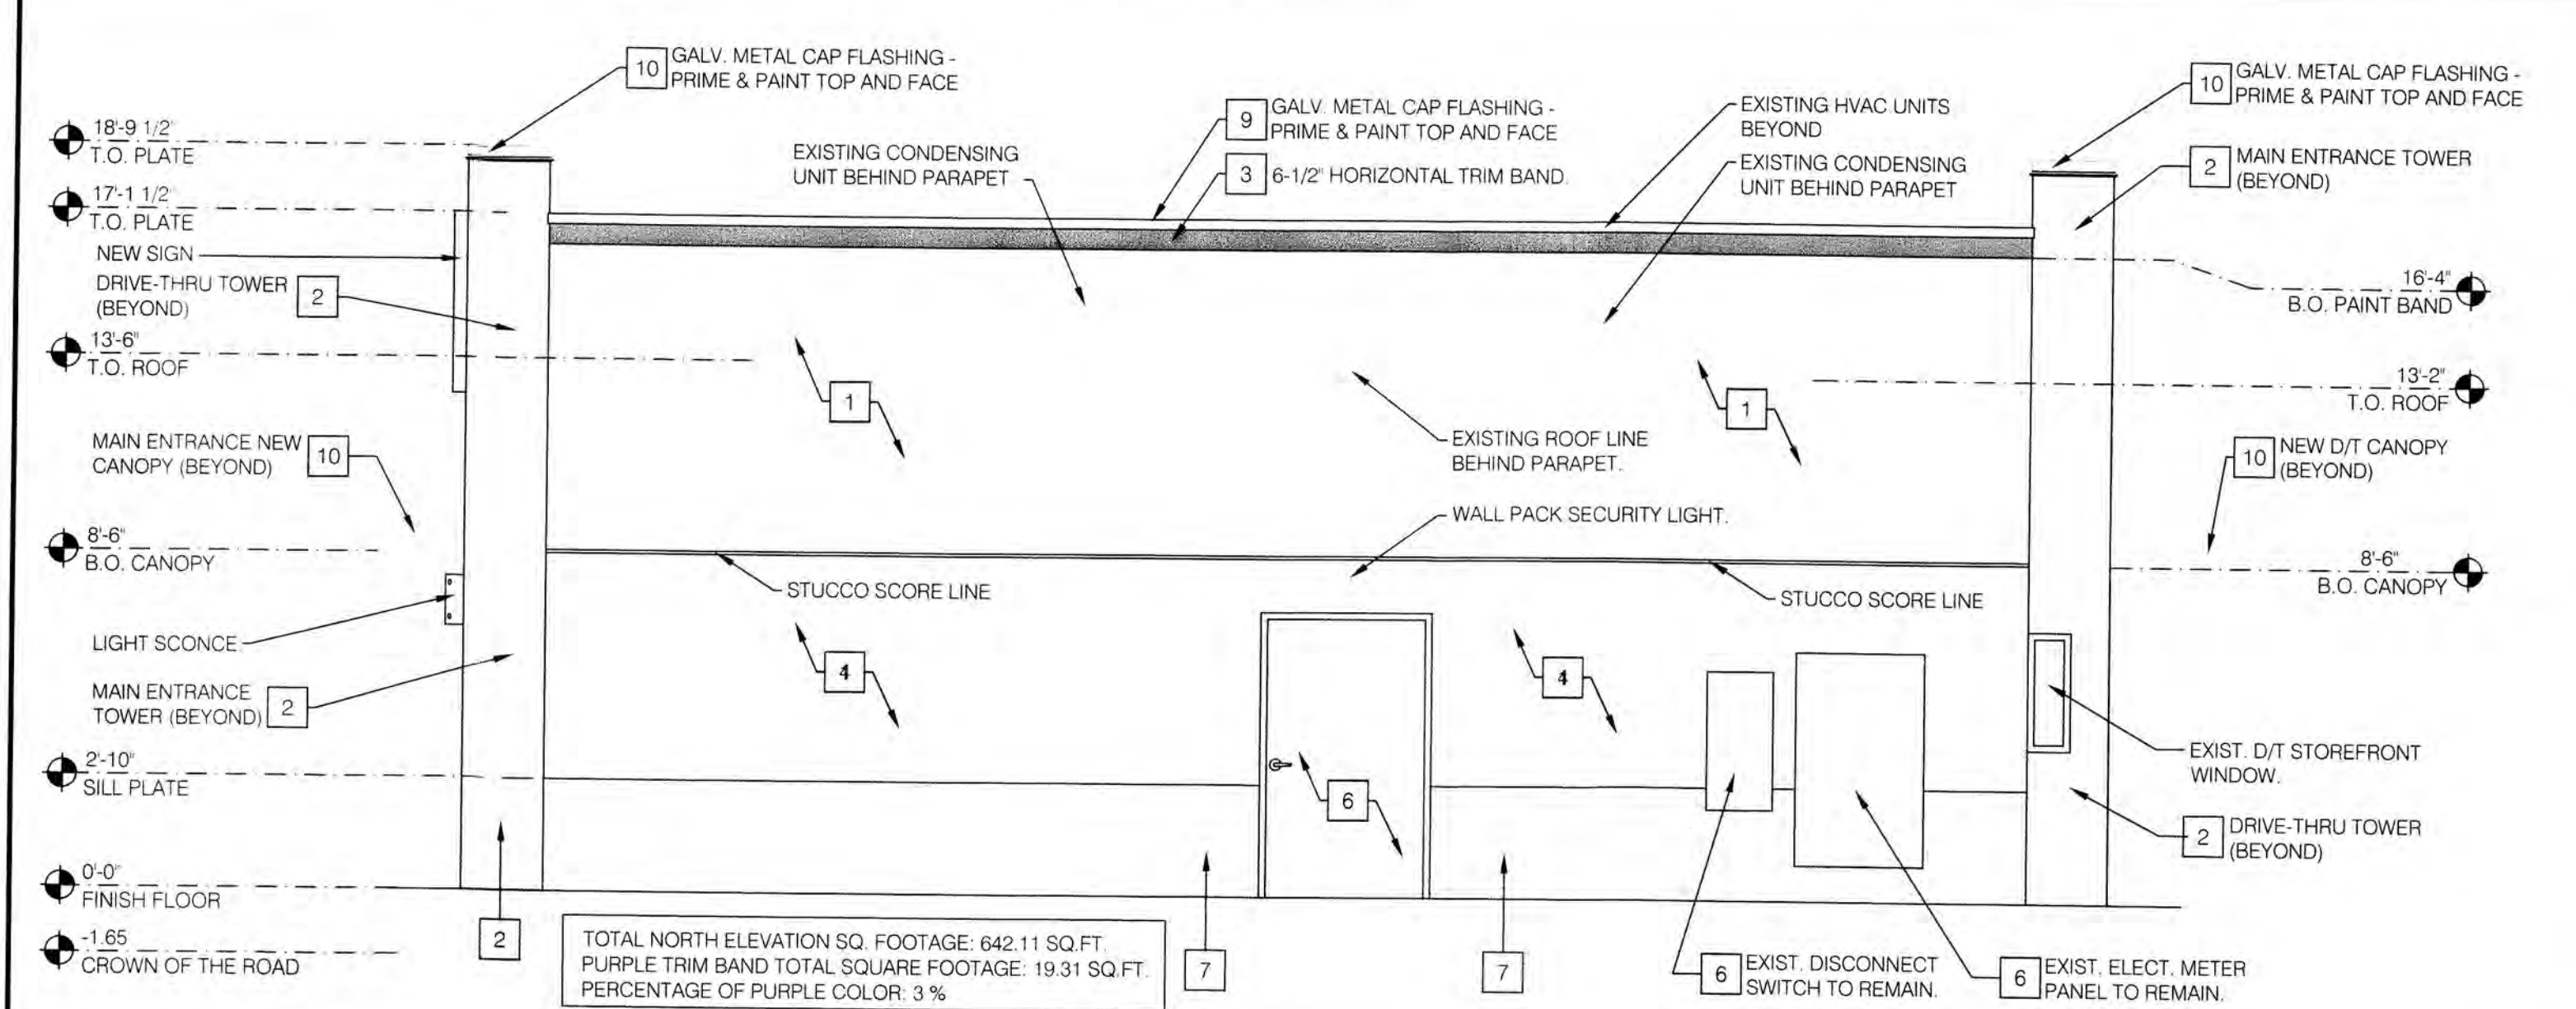 10 GALV. METAL CAP FLASHING -
PRIME & PAINT TOP AND FACE
9 GALV. METAL CAP FLASHING -
PRIME & PAINT TOP AND FACE
3 6-1/2" HORIZONTAL TRIM BAND.
EXISTING CONDENSING
UNIT BEHIND PARAPET
EXISTING HVAC UNITS
BEYOND
EXISTING CONDENSING
UNIT BEHIND PARAPET
10 GALV. METAL CAP FLASHING -
PRIME & PAINT TOP AND FACE
2 MAIN ENTRANCE TOWER
(BEYOND)
18'-9 1/2"
T.O. PLATE
17'-1 1/2"
T.O. PLATE
NEW SIGN
DRIVE-THRU TOWER
(BEYOND)
2
13'-6"
T.O. ROOF
MAIN ENTRANCE NEW
CANOPY (BEYOND)
10
8'-6"
B.O. CANOPY
LIGHT SCONCE
MAIN ENTRANCE
TOWER (BEYOND)
2
2'-10"
SILL PLATE
0'-0"
FINISH FLOOR
-1.65
CROWN OF THE ROAD
1
1
EXISTING ROOF LINE
BEHIND PARAPET.
WALL PACK SECURITY LIGHT.
STUCCO SCORE LINE
STUCCO SCORE LINE
4
4
6
16'-4"
B.O. PAINT BAND
13'-2"
T.O. ROOF
10 NEW D/T CANOPY
(BEYOND)
8'-6"
B.O. CANOPY
EXIST. D/T STOREFRONT
WINDOW.
2 DRIVE-THRU TOWER
(BEYOND)
2
TOTAL NORTH ELEVATION SQ. FOOTAGE: 642.11 SQ.FT.
PURPLE TRIM BAND TOTAL SQUARE FOOTAGE: 19.31 SQ.FT.
PERCENTAGE OF PURPLE COLOR: 3 %
7
7
6 EXIST. DISCONNECT
SWITCH TO REMAIN.
6 EXIST. ELECT. METER
PANEL TO REMAIN.